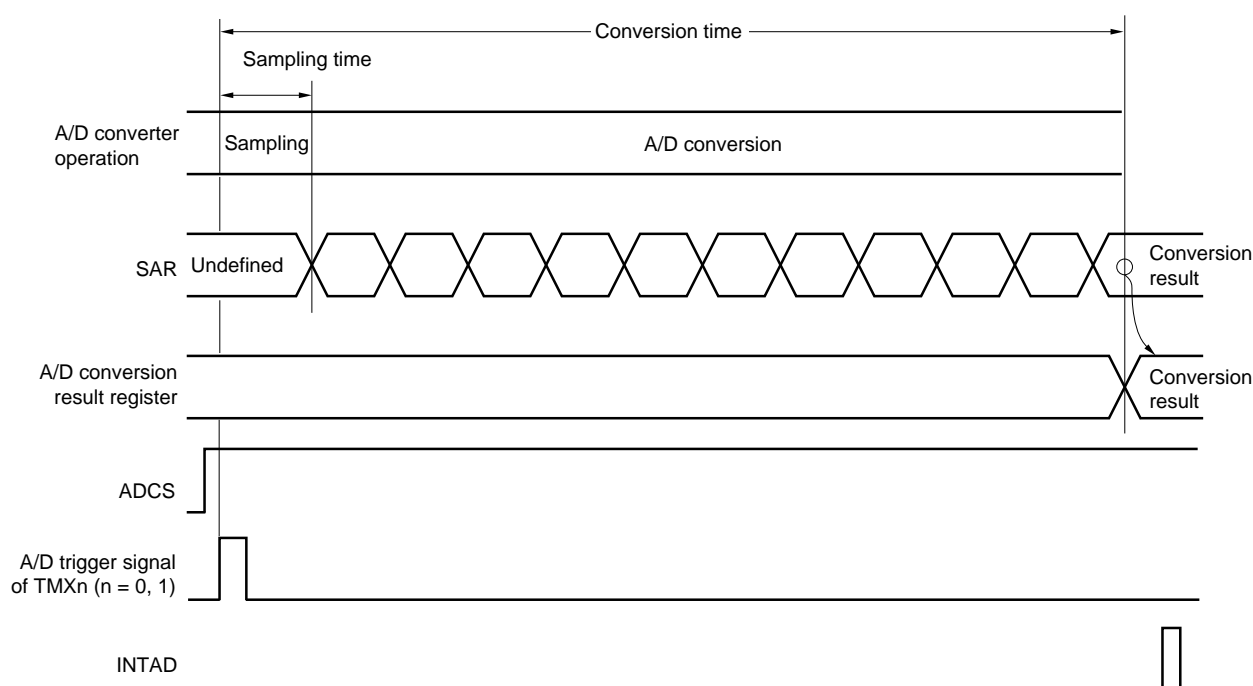 Conversion time
Sampling time
A/D converter
operation
Sampling
A/D conversion
SAR
Undefined
Conversion
result
A/D conversion
result register
Conversion
result
ADCS
A/D trigger signal
of TMXn (n = 0, 1)
INTAD